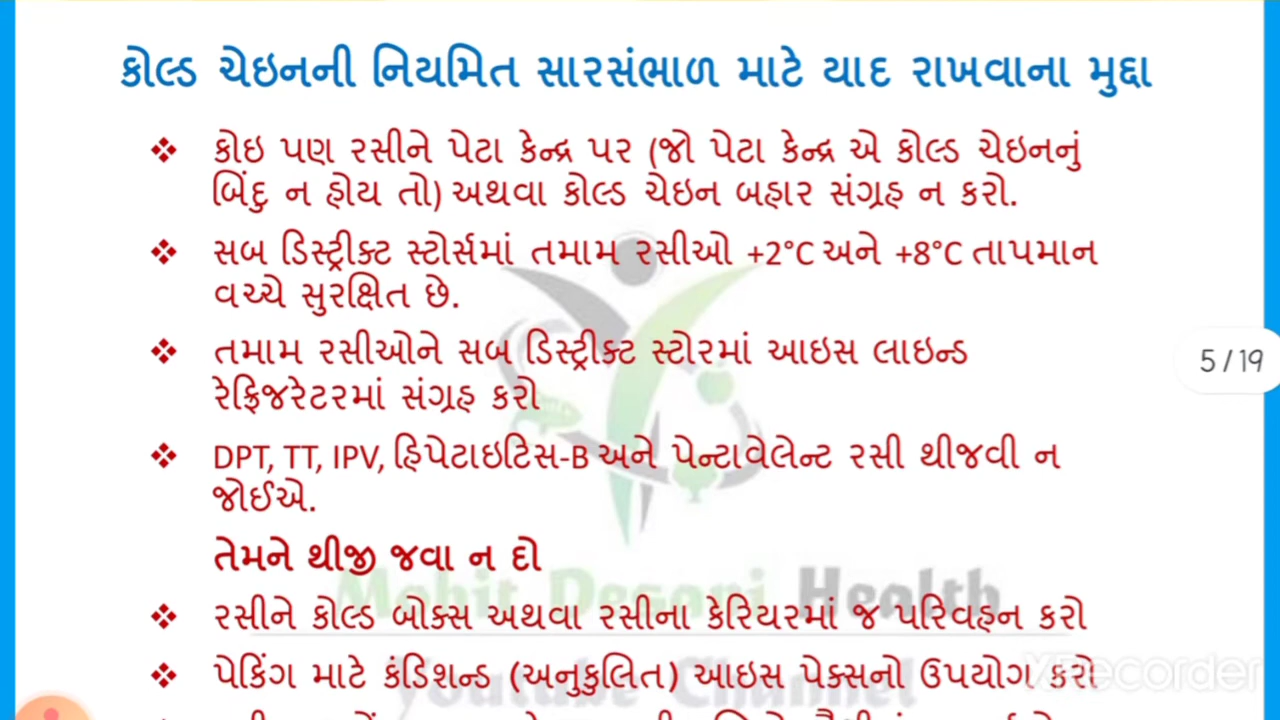 કોલ્ડ ચેઇનની નિયમિત સારસંભાળ માટે યાદ રાખવાના મુદ્દા
❖ કોઇ પણ રસીને પેટા કેન્દ્ર પર (જો પેટા કેન્દ્ર એ કોલ્ડ ચેઇનનું
બિંદુ ન હોય તો) અથવા કોલ્ડ ચેઇન બહાર સંગ્રહ ન કરો.
❖ સબ ડિસ્ટ્રીક્ટ સ્ટોર્સમાં તમામ રસીઓ +2°C અને +8°C તાપમાન
વચ્ચે સુરક્ષિત છે.
❖ તમામ રસીઓને સબ ડિસ્ટ્રીક્ટ સ્ટોરમાં આઇસ લાઇન્ડ
રેફ્રિજરેટરમાં સંગ્રહ કરો
5 / 19
❖ DPT, TT, IPV, હિપેટાઇટિસ-B અને પેન્ટાવેલેન્ટ રસી થીજવી ન
જોઈએ.
તેમને થીજી જવા ન દો
Mohit Desani Health
❖ રસીને કોલ્ડ બોક્સ અથવા રસીના કેરિયરમાં જ પરિવહન કરો
❖ પેકિંગ માટે કંડિશન્ડ (અનુકુલિત) આઇસ પેક્સનો ઉપયોગ કરો
Youtube Channel
XRecorder